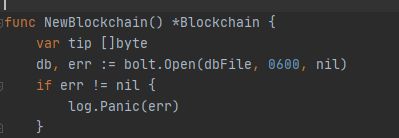 func NewBlockchain() *Blockchain {
    var tip []byte
    db, err := bolt.Open(dbFile, 0600, nil)
    if err != nil {
        log.Panic(err)
    }